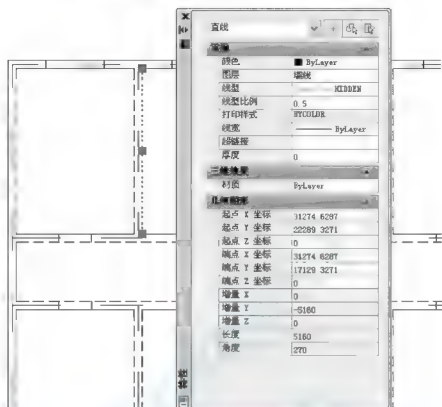 直线
常规
颜色 ByLayer
图层 墙线
线型 HIDDEN
线型比例 0.5
打印样式 BYCOLOR
线宽 ByLayer
超链接
厚度 0
三维效果
材质 ByLayer
几何图形
起点 X 坐标 31274.6287
起点 Y 坐标 22289.3271
起点 Z 坐标 0
端点 X 坐标 31274.6287
端点 Y 坐标 17129.3271
端点 Z 坐标 0
增量 X 0
增量 Y -5160
增量 Z 0
长度 5160
角度 270
特性